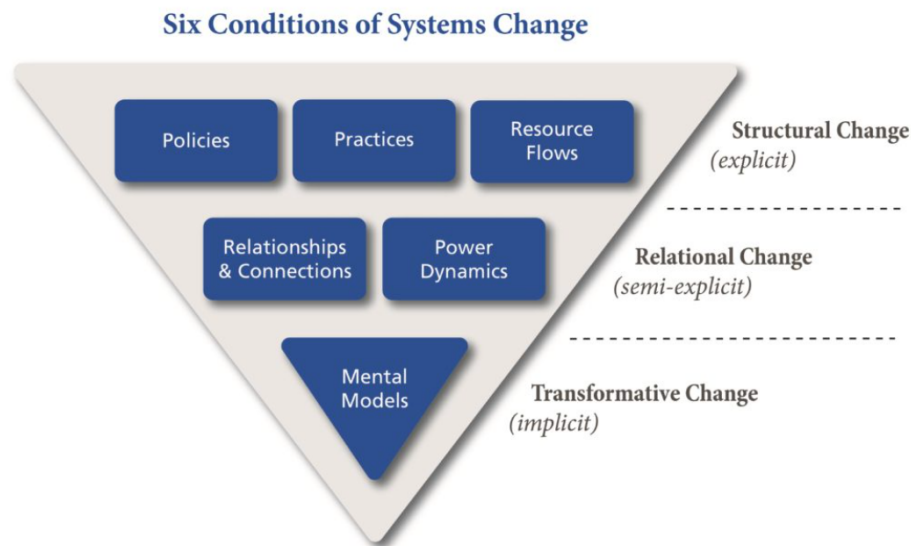 Six Conditions of Systems Change
Policies
Practices
Resource
Flows
Structural Change
(explicit)
Relationships
& Connections
Power
Dynamics
Relational Change
(semi-explicit)
Mental
Models
Transformative Change
(implicit)